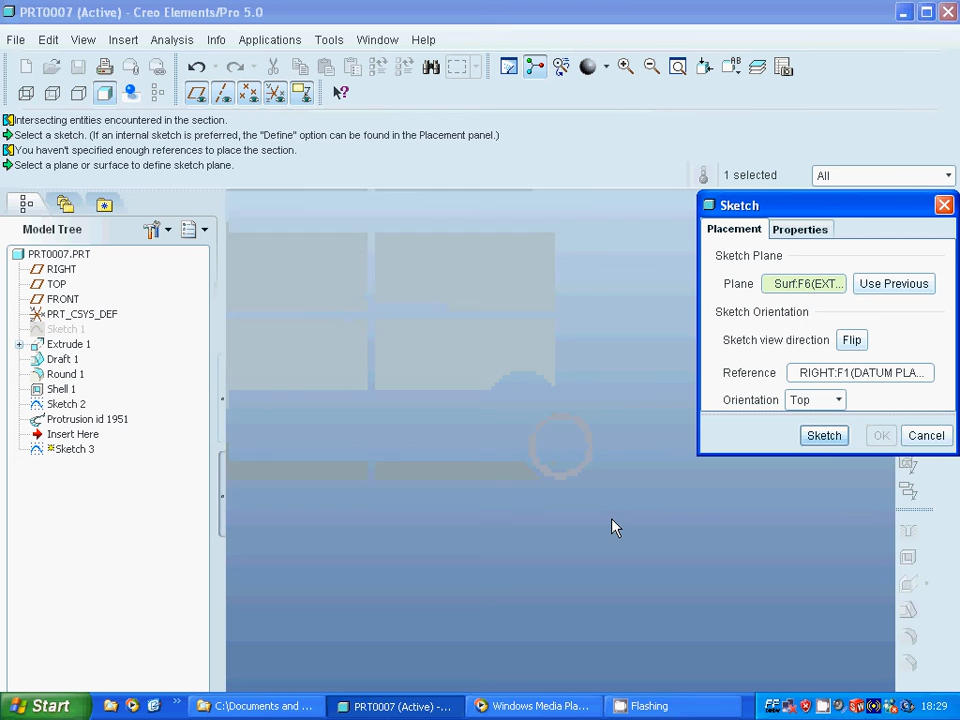 PRT0007 (Active) - Creo Elements/Pro 5.0
File Edit View Insert Analysis Info Applications Tools Window Help
Intersecting entities encountered in the section.
Select a sketch. (If an internal sketch is preferred, the "Define" option can be found in the Placement panel.)
You haven't specified enough references to place the section.
Select a plane or surface to define sketch plane.
1 selected All
Model Tree
PRT0007.PRT
RIGHT
TOP
FRONT
PRT_CSYS_DEF
Sketch 1
Extrude 1
Draft 1
Round 1
Shell 1
Sketch 2
Protrusion id 1951
Insert Here
Sketch 3
Sketch
Placement Properties
Sketch Plane
Plane Surf:F6(EXT... Use Previous
Sketch Orientation
Sketch view direction Flip
Reference RIGHT:F1(DATUM PLA...
Orientation Top
Sketch OK Cancel
Start C:\Documents and ... PRT0007 (Active) -... Windows Media Pla... Flashing 18:29